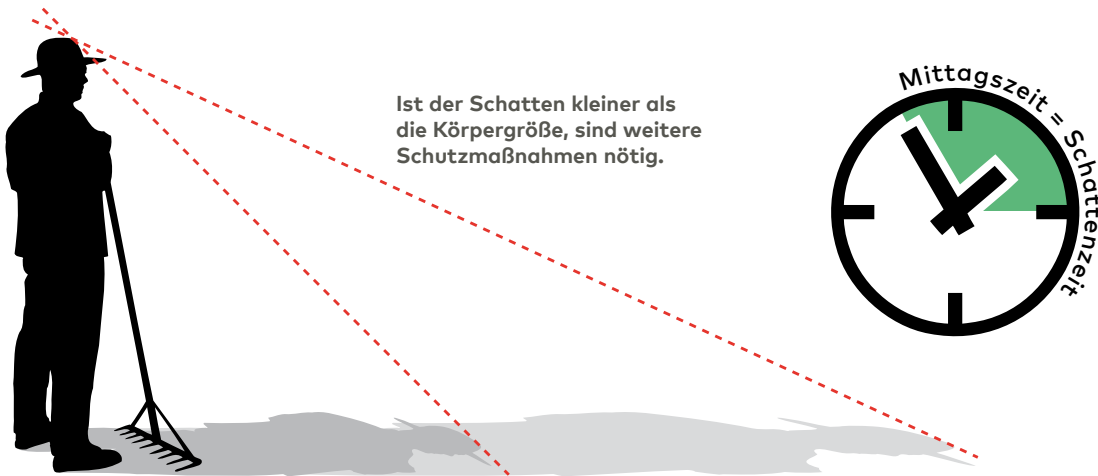 Ist der Schatten kleiner als
die Körpergröße, sind weitere
Schutzmaßnahmen nötig.
Mittagszeit = Schattenzeit